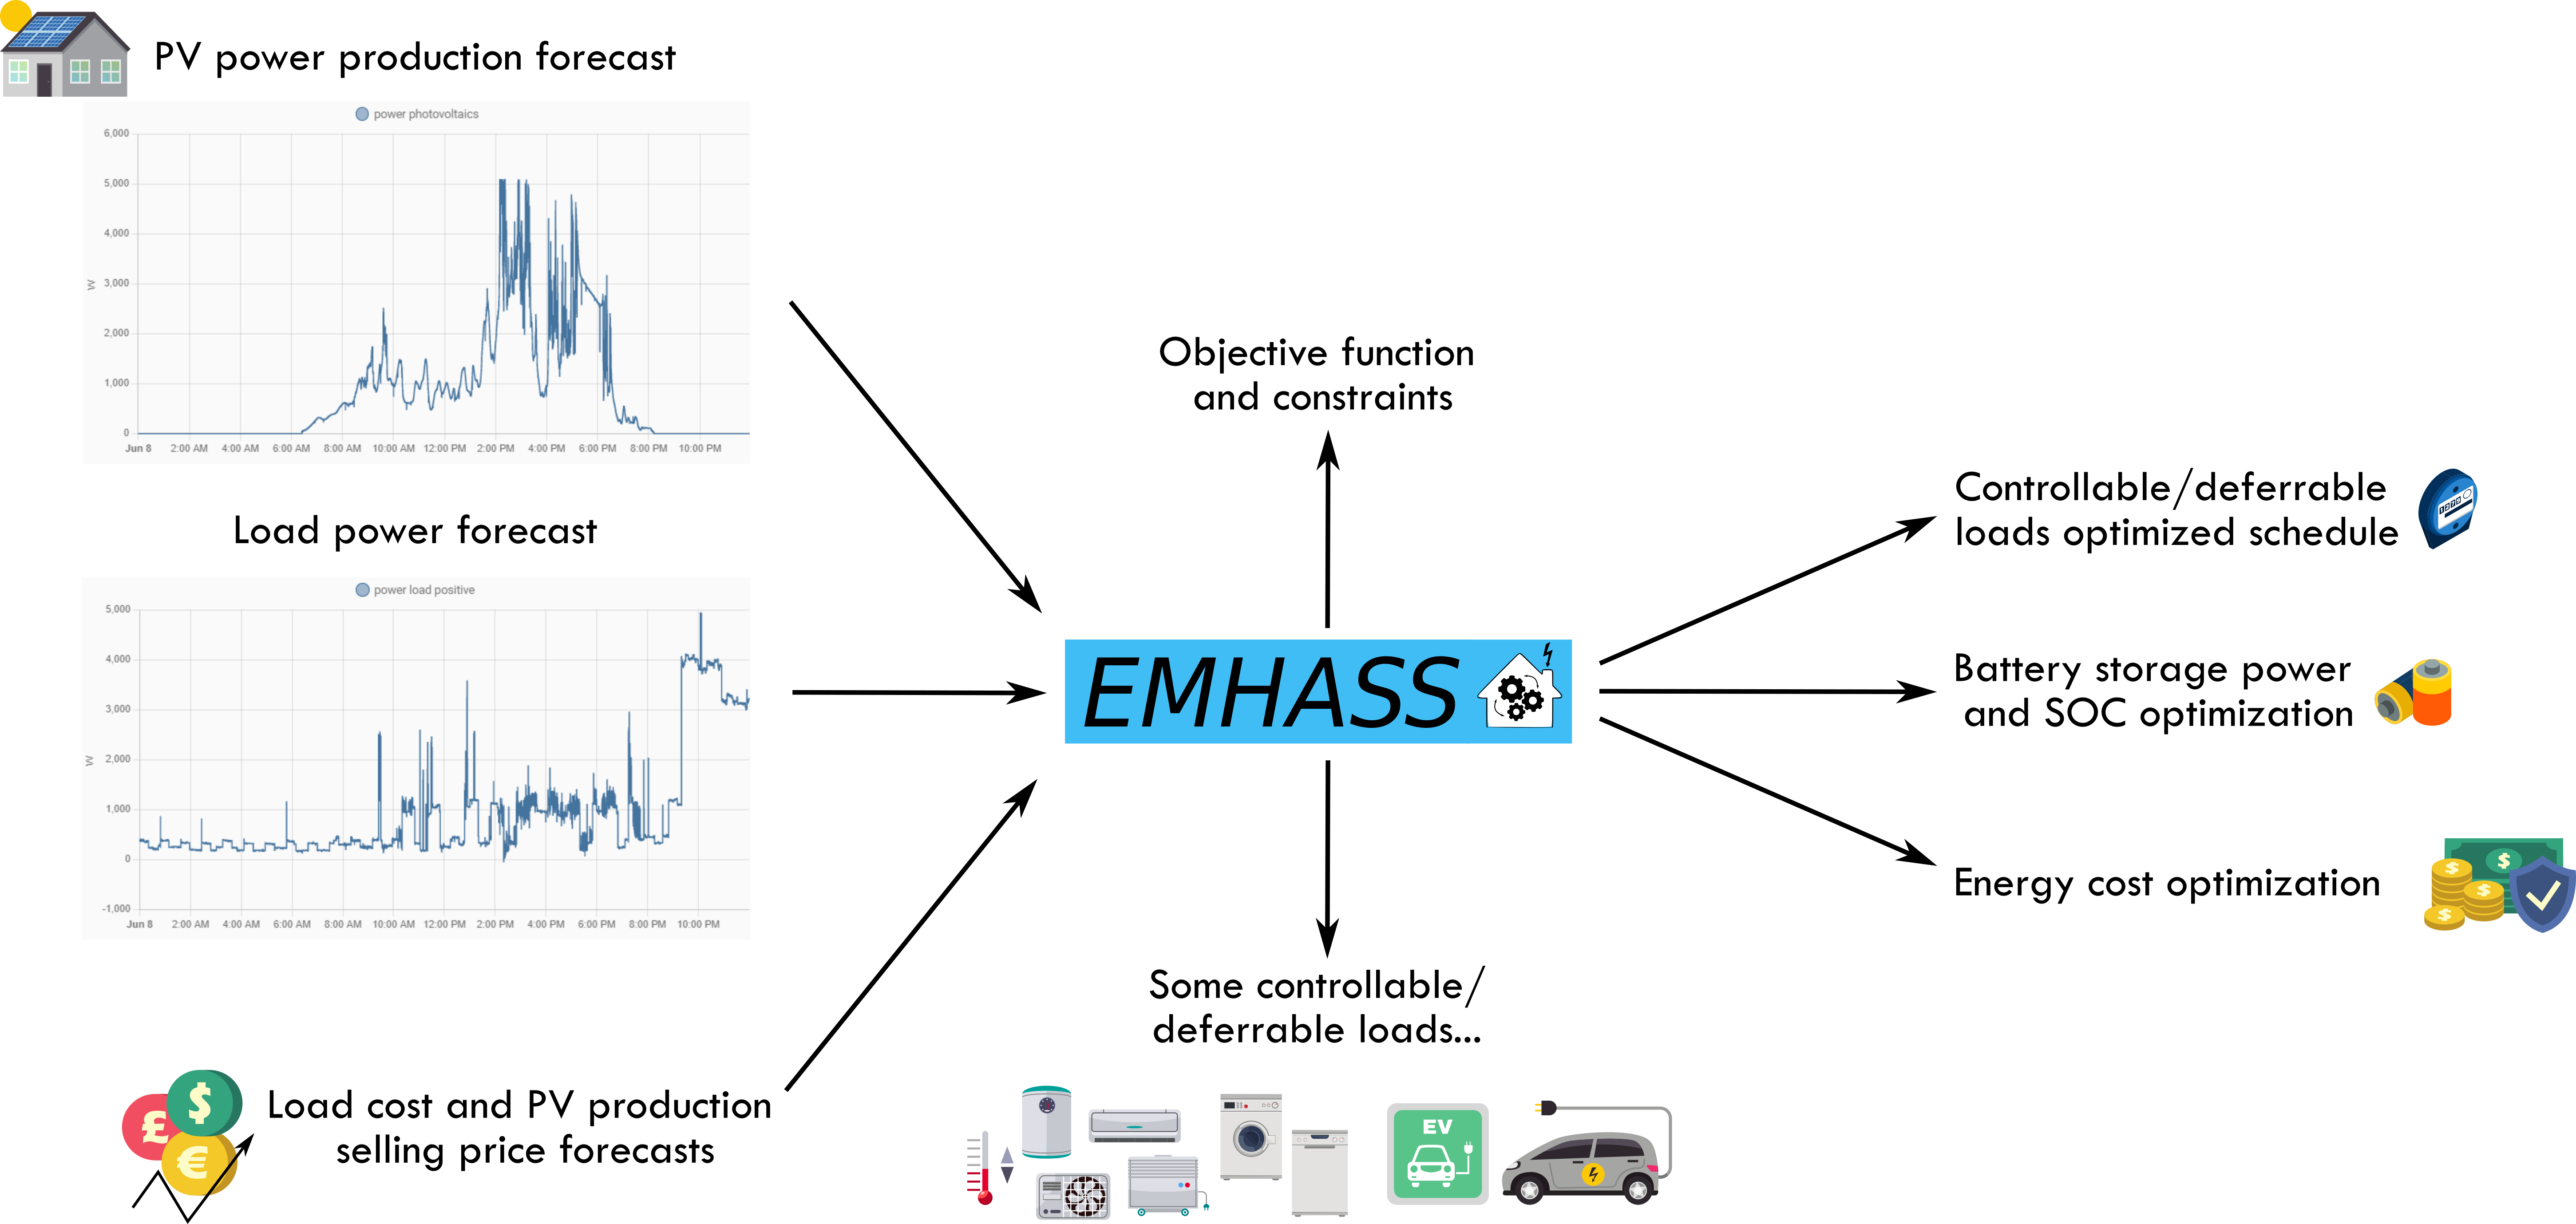 PV power production forecast
power photovoltaics
6,000
5,000
4,000
3,000
2,000
1,000
0
W
Jun 8 2:00 AM 4:00 AM 6:00 AM 8:00 AM 10:00 AM 12:00 PM 2:00 PM 4:00 PM 6:00 PM 8:00 PM 10:00 PM
Load power forecast
power load positive
5,000
4,000
3,000
2,000
1,000
0
-1,000
W
Jun 8 2:00 AM 4:00 AM 6:00 AM 8:00 AM 10:00 AM 12:00 PM 2:00 PM 4:00 PM 6:00 PM 8:00 PM 10:00 PM
£ $ €
Load cost and PV production
selling price forecasts
Objective function
and constraints
EMHASS
Some controllable/
deferrable loads...
EV
Controllable/deferrable
loads optimized schedule
Battery storage power
and SOC optimization
Energy cost optimization
$
$
$
$